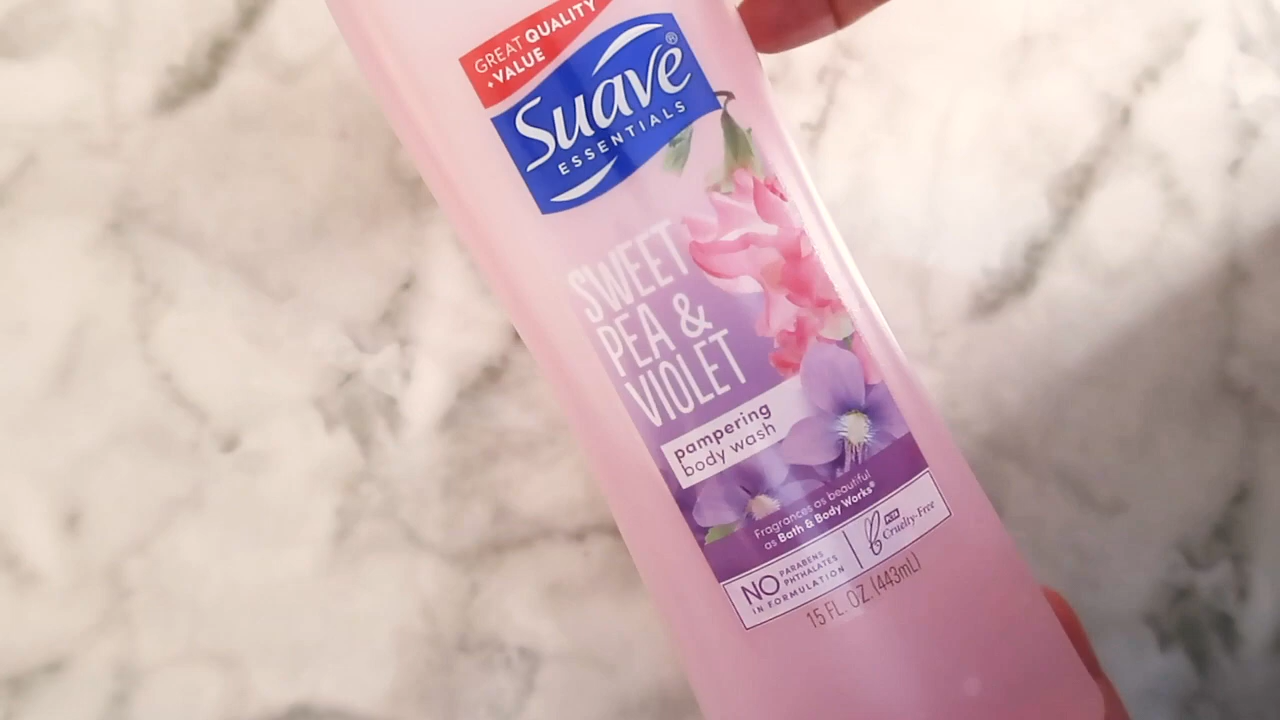 GREAT QUALITY
+VALUE
Suave®
ESSENTIALS
SWEET
PEA &
VIOLET
pampering
body wash
Fragrances as beautiful
as Bath & Body Works®
NO PARABENS
PHTHALATES
IN FORMULATION
PETA
Cruelty-Free
15 FL. OZ. (443mL)